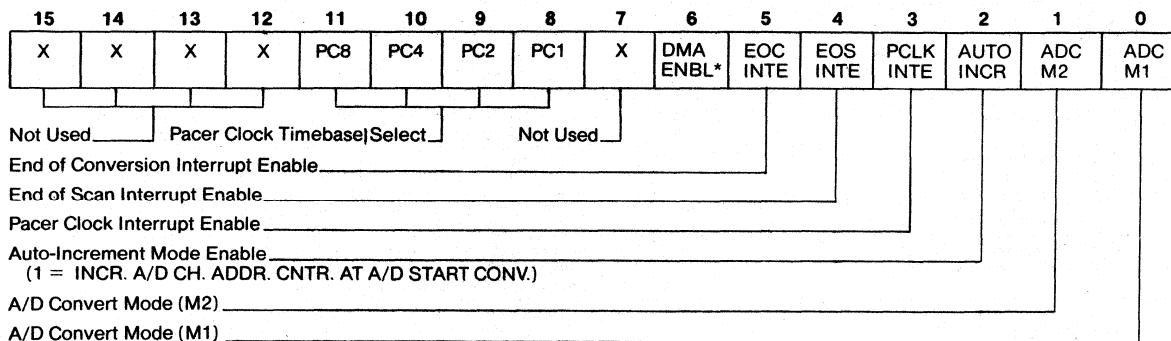 15 14 13 12 11 10 9 8 7 6 5 4 3 2 1 0
X X X X PC8 PC4 PC2 PC1 X DMA ENBL* EOC INTE EOS INTE PCLK INTE AUTO INCR ADC M2 ADC M1
Not Used Pacer Clock Timebase Select Not Used
End of Conversion Interrupt Enable
End of Scan Interrupt Enable
Pacer Clock Interrupt Enable
Auto-Increment Mode Enable
(1 = INCR. A/D CH. ADDR. CNTR. AT A/D START CONV.)
A/D Convert Mode (M2)
A/D Convert Mode (M1)